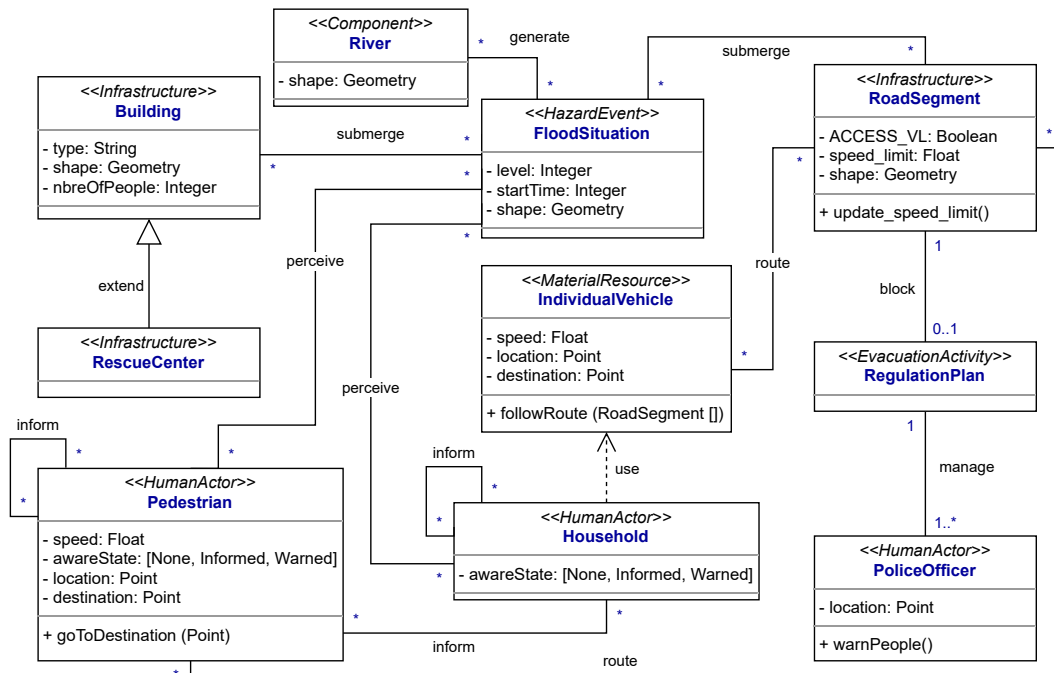 <<Component>>
River
- shape: Geometry
*
generate
*
submerge
*
*
<<Infrastructure>>
RoadSegment
- ACCESS_VL: Boolean
- speed_limit: Float
- shape: Geometry
+ update_speed_limit()
*
*
<<Infrastructure>>
Building
- type: String
- shape: Geometry
- nbreOfPeople: Integer
submerge
*
*
<<HazardEvent>>
FloodSituation
- level: Integer
- startTime: Integer
- shape: Geometry
*
*
perceive
extend
<<Infrastructure>>
RescueCenter
perceive
<<MaterialResource>>
IndividualVehicle
- speed: Float
- location: Point
- destination: Point
+ followRoute (RoadSegment [])
*
route
1
block
0..1
<<EvacuationActivity>>
RegulationPlan
1
manage
1..*
<<HumanActor>>
PoliceOfficer
- location: Point
+ warnPeople()
inform
*
*
*
<<HumanActor>>
Pedestrian
- speed: Float
- awareState: [None, Informed, Warned]
- location: Point
- destination: Point
+ goToDestination (Point)
*
*
inform
*
*
use
<<HumanActor>>
Household
- awareState: [None, Informed, Warned]
*
*
inform
route